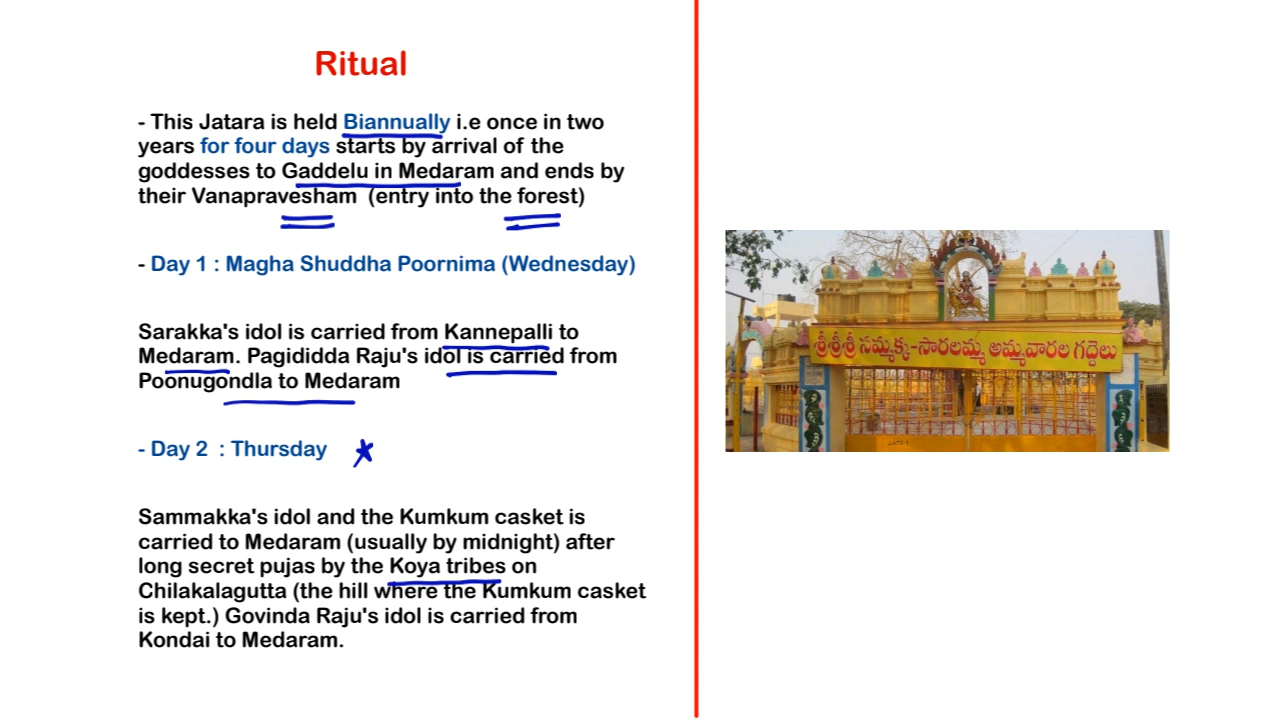 Ritual
- This Jatara is held Biannually i.e once in two
years for four days starts by arrival of the
goddesses to Gaddelu in Medaram and ends by
their Vanapravesham (entry into the forest)
- Day 1 : Magha Shuddha Poornima (Wednesday)
Sarakka's idol is carried from Kannepalli to
Medaram. Pagididda Raju's idol is carried from
Poonugondla to Medaram
- Day 2 : Thursday
Sammakka's idol and the Kumkum casket is
carried to Medaram (usually by midnight) after
long secret pujas by the Koya tribes on
Chilakalagutta (the hill where the Kumkum casket
is kept.) Govinda Raju's idol is carried from
Kondai to Medaram.
శ్రీశ్రీశ్రీ సమ్మక్క-సారలమ్మ అమ్మవారల గద్దెలు